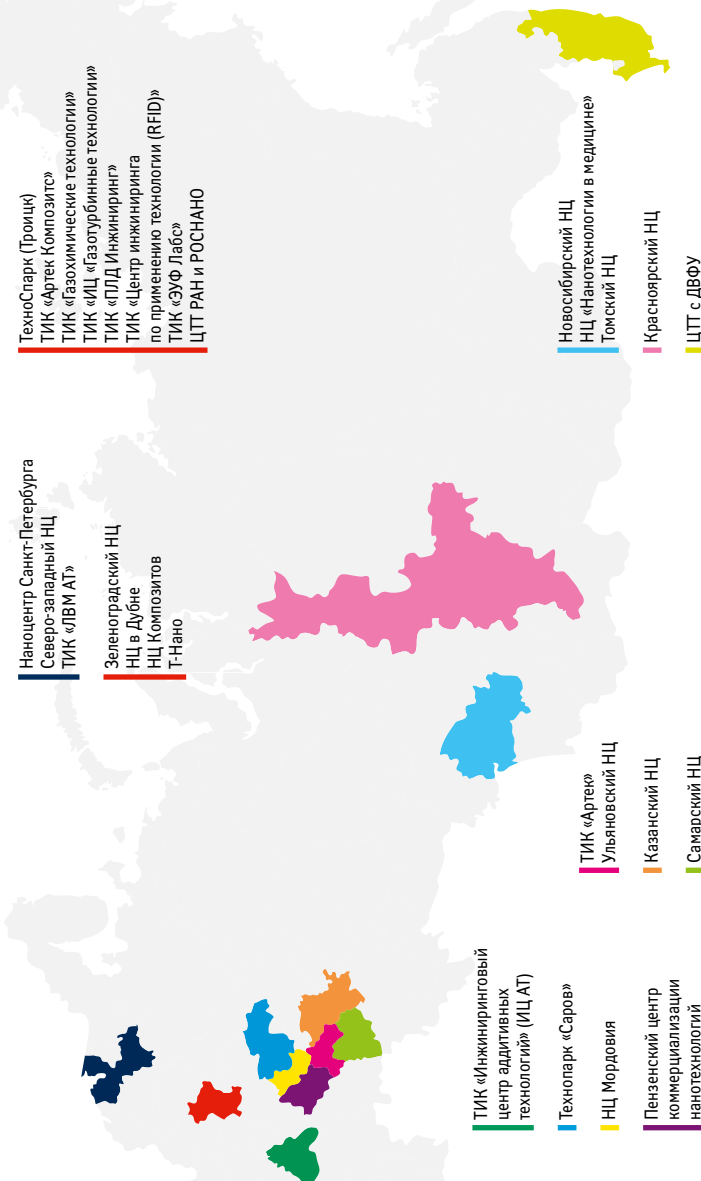 Наноцентр Санкт-Петербурга
Северо-западный НЦ
ТИК «ЛВМ АТ»
Зеленоградский НЦ
НЦ в Дубне
НЦ Композитов
Т-Нано
ТехноСпарк (Троицк)
ТИК «Артек Композитс»
ТИК «Газохимические технологии»
ТИК «ИЦ «Газотурбинные технологии»
ТИК «ПЛД Инжиниринг»
ТИК «Центр инжиниринга
по применению технологии (RFID)»
ТИК «ЭУФ Лабс»
ЦТТ РАН и РОСНАНО
ТИК «Инжиниринговый
центр аддитивных
технологий» (ИЦ АТ)
Технопарк «Саров»
НЦ Мордовия
Пензенский центр
коммерциализации
нанотехнологий
ТИК «Артек»
Ульяновский НЦ
Казанский НЦ
Самарский НЦ
Новосибирский НЦ
НЦ «Нанотехнологии в медицине»
Томский НЦ
Красноярский НЦ
ЦТТ с ДВФУ